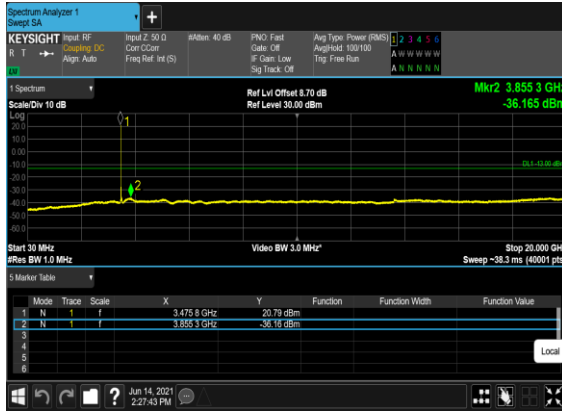 Spectrum Analyzer 1
Swept SA
+
KEYSIGHT Input: RF Input Z: 50 Ω #Atten: 40 dB PNO: Fast Avg Type: Power (RMS) 1 2 3 4 5 6
R T Coupling: DC Corr CCorr Gate: Off Avg|Hold: 100/100 A W W W W W
Align: Auto Freq Ref: Int (S) IF Gain: Low Trig: Free Run
LU Sig Track: Off A N N N N N
1 Spectrum Ref Lvl Offset 8.70 dB Mkr2 3.855 3 GHz
Scale/Div 10 dB Ref Level 30.00 dBm -36.165 dBm
Log
20.0
10.0
0.00
-10.0
-20.0
-30.0
-40.0
-50.0
-60.0
1
DL1 -13.00 dBm
2
Start 30 MHz Video BW 3.0 MHz* Stop 20.000 GHz
#Res BW 1.0 MHz Sweep ~38.3 ms (40001 pts)
5 Marker Table
Mode Trace Scale X Y Function Function Width Function Value
1 N 1 f 3.475 8 GHz 20.79 dBm
2 N 1 f 3.855 3 GHz -36.16 dBm
3
4
5
6
Local
? Jun 14, 2021
2:27:43 PM